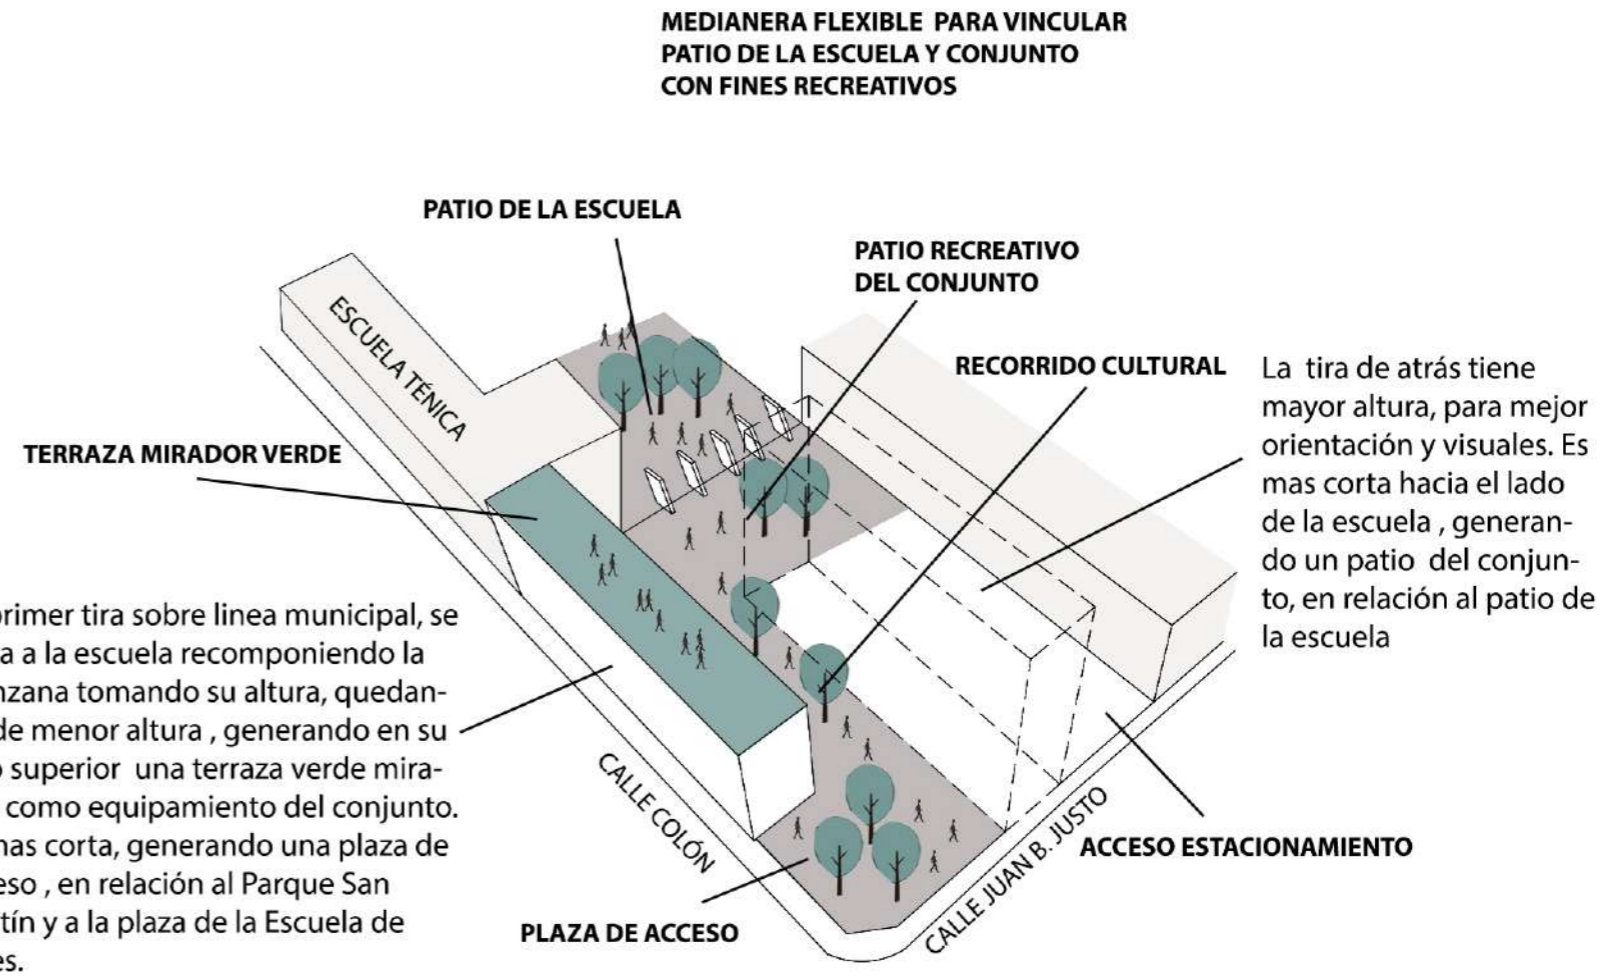 MEDIANERA FLEXIBLE PARA VINCULAR
PATIO DE LA ESCUELA Y CONJUNTO
CON FINES RECREATIVOS
PATIO DE LA ESCUELA
PATIO RECREATIVO
DEL CONJUNTO
ESCUELA TÉNICA
RECORRIDO CULTURAL
La tira de atrás tiene
mayor altura, para mejor
orientación y visuales. Es
mas corta hacia el lado
de la escuela , generan-
do un patio del conjun-
to, en relación al patio de
la escuela
TERRAZA MIRADOR VERDE
primer tira sobre linea municipal, se
a a la escuela recomponiendo la
nzana tomando su altura, quedan-
de menor altura , generando en su
o superior una terraza verde mira-
como equipamiento del conjunto.
mas corta, generando una plaza de
eso , en relación al Parque San
tín y a la plaza de la Escuela de
es.
CALLE COLÓN
CALLE JUAN B. JUSTO
ACCESO ESTACIONAMIENTO
PLAZA DE ACCESO